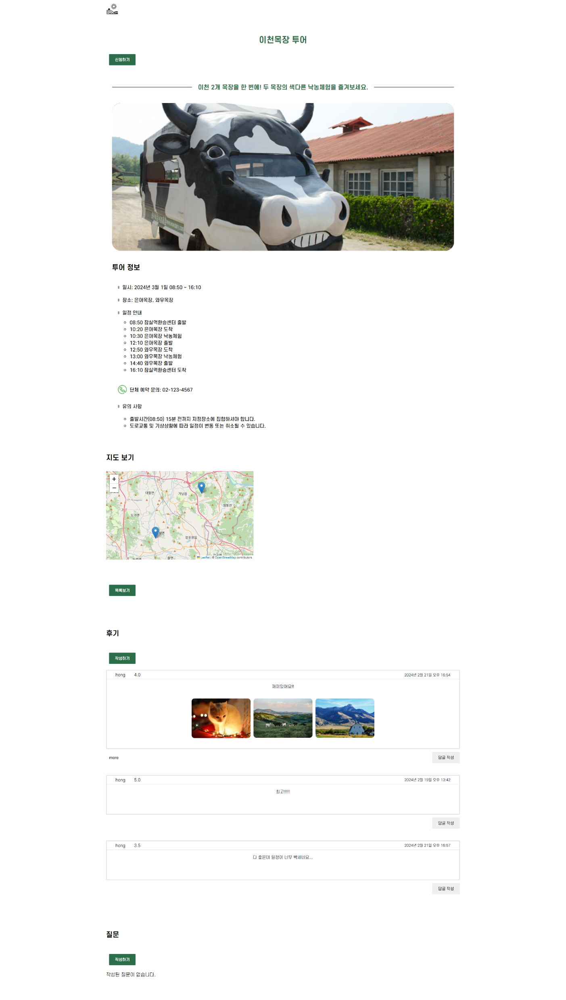 이천목장 투어
신청하기
이천 2개 목장을 한 번에! 두 목장의 색다른 낙농체험을 즐겨보세요.
<
>
투어 정보
일시: 2024년 3월 1일 08:50 ~ 16:10
장소: 은아목장, 와우목장
일정 안내
08:50 잠실역환승센터 출발
10:20 은아목장 도착
10:30 은아목장 낙농체험
12:10 은아목장 출발
12:50 와우목장 도착
13:00 와우목장 낙농체험
14:40 와우목장 출발
16:10 잠실역환승센터 도착
단체 예약 문의: 02-123-4567
유의 사항
출발시간(08:50) 15분 전까지 지정장소에 집합하셔야 합니다.
도로교통 및 기상상황에 따라 일정이 변동 또는 취소될 수 있습니다.
지도 보기
+
−
대월면
가남읍
이천시
점동면
모가면
장호원읍
율면
Leaflet | © OpenStreetMap contributors
목록보기
후기
작성하기
hong 4.0 2024년 2월 21일 오후 16:54
재미있어요!!
more
답글 작성
hong 5.0 2024년 2월 19일 오후 13:42
최고!!!!!
답글 작성
hong 3.5 2024년 2월 21일 오후 16:57
다 좋은데 일정이 너무 빡세네요...
답글 작성
질문
작성하기
작성된 질문이 없습니다.